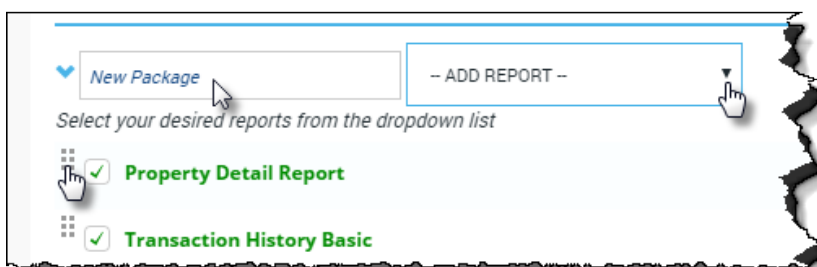 New Package -- ADD REPORT --
Select your desired reports from the dropdown list
Property Detail Report
Transaction History Basic